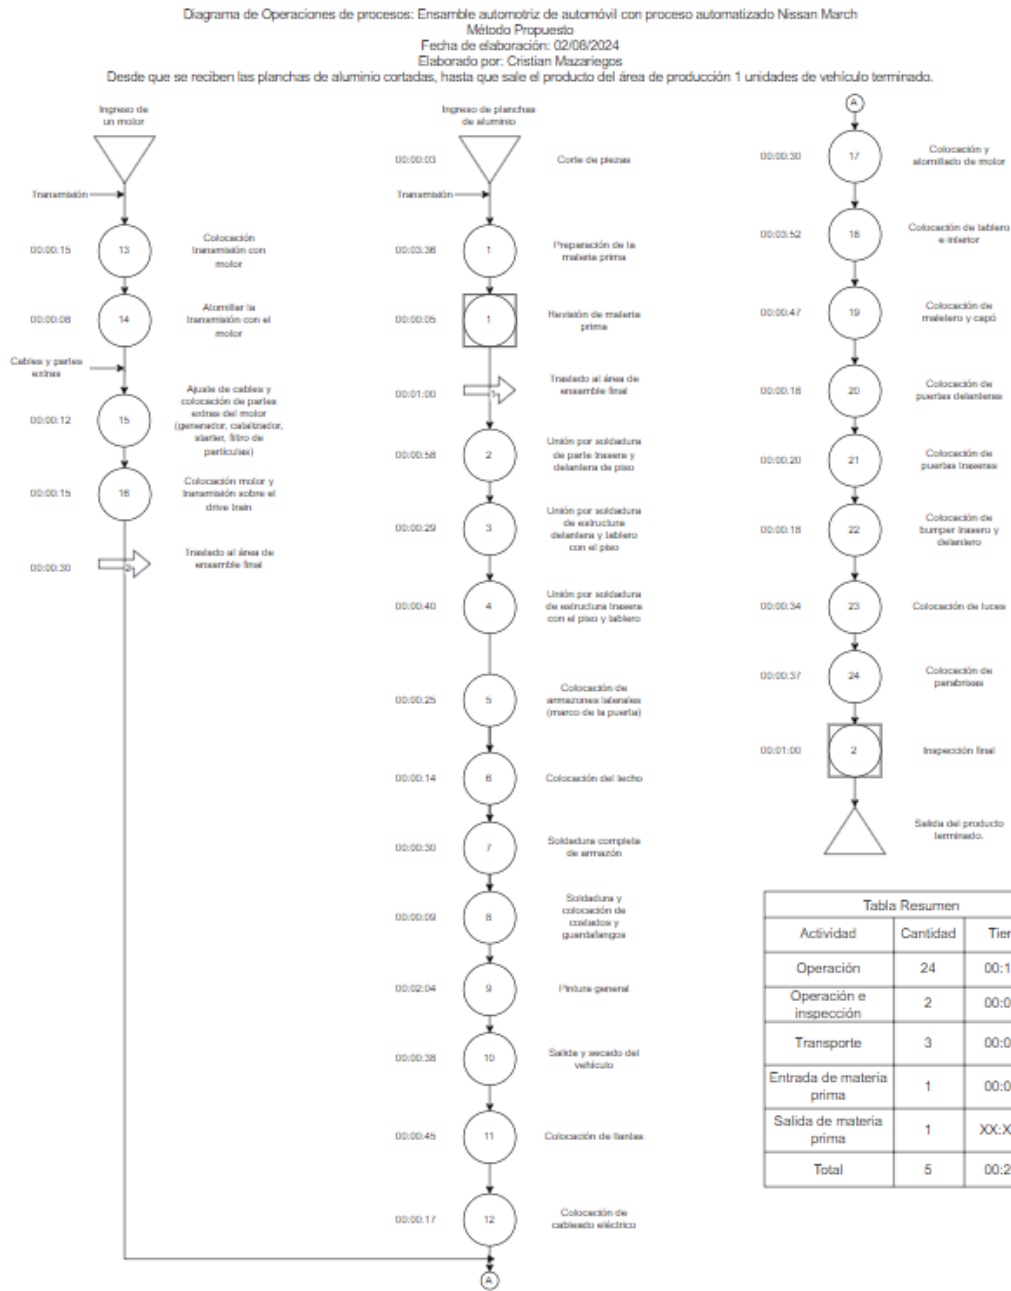 Diagrama de Operaciones de procesos: Ensamble automotriz de automóvil con proceso automatizado Nissan March
Método Propuesto
Fecha de elaboración: 02/08/2024
Elaborado por: Cristian Mazariegos
Desde que se reciben las planchas de aluminio cortadas, hasta que sale el producto del área de producción 1 unidades de vehículo terminado.
Ingreso de
un motor
Transmisión
00:00:15
13
Colocación
transmisión con
motor
00:00:08
14
Atornillar la
transmisión con el
motor
Cables y partes
extras
00:00:12
15
Ajuste de cables y
colocación de partes
extras del motor
(generador, catalizador,
starter, filtro de
partículas)
00:00:15
16
Colocación motor y
transmisión sobre el
drive train
00:00:30
2
Traslado al área de
ensamble final
Ingreso de planchas
de aluminio
00:00:03
Corte de piezas
Transmisión
00:03:36
1
Preparación de la
materia prima
00:00:05
1
Revisión de materia
prima
00:01:00
1
Traslado al área de
ensamble final
00:00:58
2
Unión por soldadura
de parte trasera y
delantera de piso
00:00:29
3
Unión por soldadura
de estructura
delantera y tablero
con el piso
00:00:40
4
Unión por soldadura
de estructura trasera
con el piso y tablero
00:00:25
5
Colocación de
armazones laterales
(marco de la puerta)
00:00:14
6
Colocación del techo
00:00:30
7
Soldadura completa
de armazón
00:00:09
8
Soldadura y
colocación de
costados y
guardafangos
00:02:04
9
Pintura general
00:00:38
10
Salida y secado del
vehículo
00:00:45
11
Colocación de llantas
00:00:17
12
Colocación de
cableado eléctrico
A
A
00:00:30
17
Colocación y
atornillado de motor
00:03:52
18
Colocación de tablero
e interior
00:00:47
19
Colocación de
maletero y capó
00:00:18
20
Colocación de
puertas delanteras
00:00:20
21
Colocación de
puertas traseras
00:00:18
22
Colocación de
bumper trasero y
delantero
00:00:34
23
Colocación de luces
00:00:37
24
Colocación de
parabrisas
00:01:00
2
Inspección final
Salida del producto
terminado.
Tabla Resumen
Actividad Cantidad Tier
Operación 24 00:1
Operación e
inspección 2 00:0
Transporte 3 00:0
Entrada de materia
prima 1 00:0
Salida de materia
prima 1 XX:X
Total 5 00:2